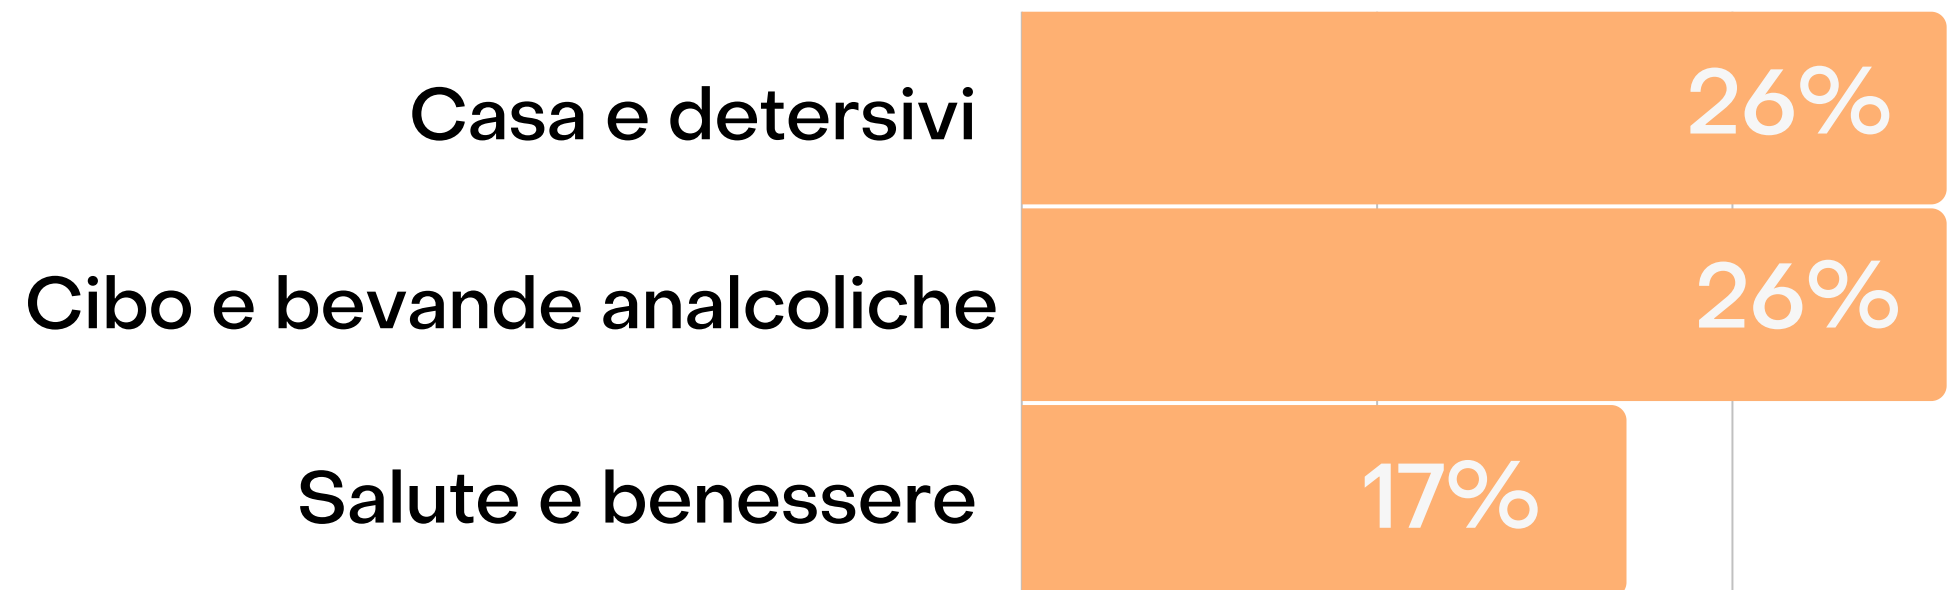 Casa e detersivi 26%
Cibo e bevande analcoliche 26%
Salute e benessere 17%